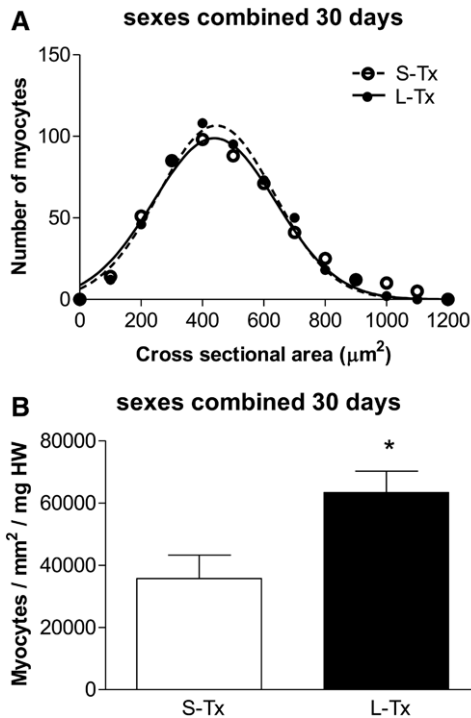 A
sexes combined 30 days
S-Tx
L-Tx
Number of myocytes
150
100
50
0
0 200 400 600 800 1000 1200
Cross sectional area (μm²)
B
sexes combined 30 days
Myocytes / mm² / mg HW
80000
60000
40000
20000
0
*
S-Tx L-Tx